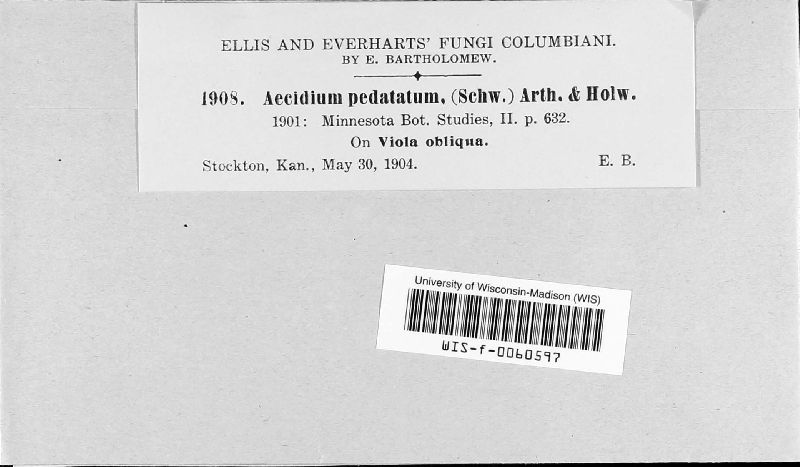 ELLIS AND EVERHARTS' FUNGI COLUMBIANI.
BY E. BARTHOLOMEW.
1908. Aecidium pedatatum, (Schw.) Arth. & Holw.
1901: Minnesota Bot. Studies, II. p. 632.
On Viola obliqua.
Stockton, Kan., May 30, 1904. E. B.
University of Wisconsin-Madison (WIS)
WIS-f-0060597